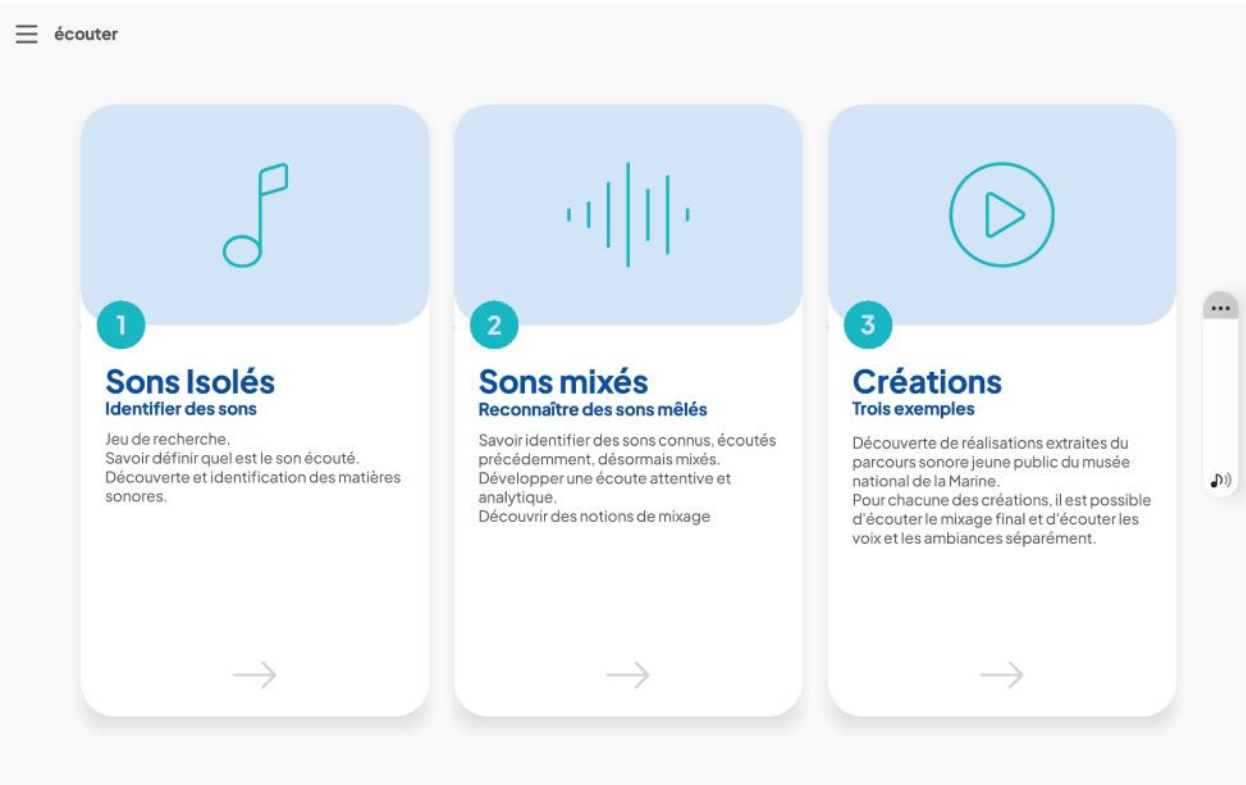 écouter
1
Sons Isolés
Identifier des sons
Jeu de recherche.
Savoir définir quel est le son écouté.
Découverte et identification des matières
sonores.
2
Sons mixés
Reconnaître des sons mêlés
Savoir identifier des sons connus, écoutés
précédemment, désormais mixés.
Développer une écoute attentive et
analytique.
Découvrir des notions de mixage
3
Créations
Trois exemples
Découverte de réalisations extraites du
parcours sonore jeune public du musée
national de la Marine.
Pour chacune des créations, il est possible
d'écouter le mixage final et d'écouter les
voix et les ambiances séparément.